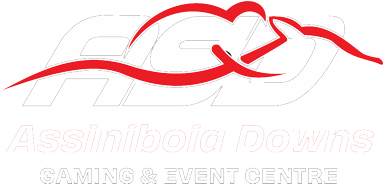 ASD
Assiniboia Downs
GAMING & EVENT CENTRE